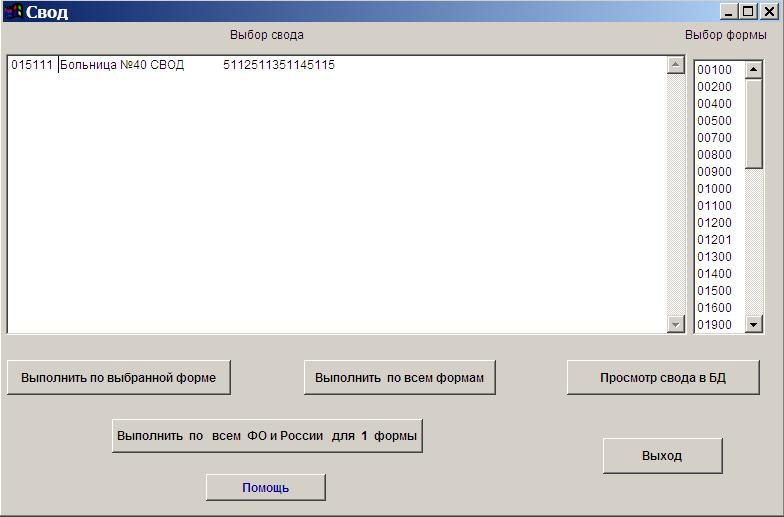 Свод
Выбор свода
Выбор формы
015111 Больница №40 СВОД 5112511351145115
00100
00200
00400
00500
00700
00800
00900
01000
01100
01200
01201
01300
01400
01500
01600
01900
Выполнить по выбранной форме
Выполнить по всем формам
Просмотр свода в БД
Выполнить по всем ФО и России для 1 формы
Выход
Помощь